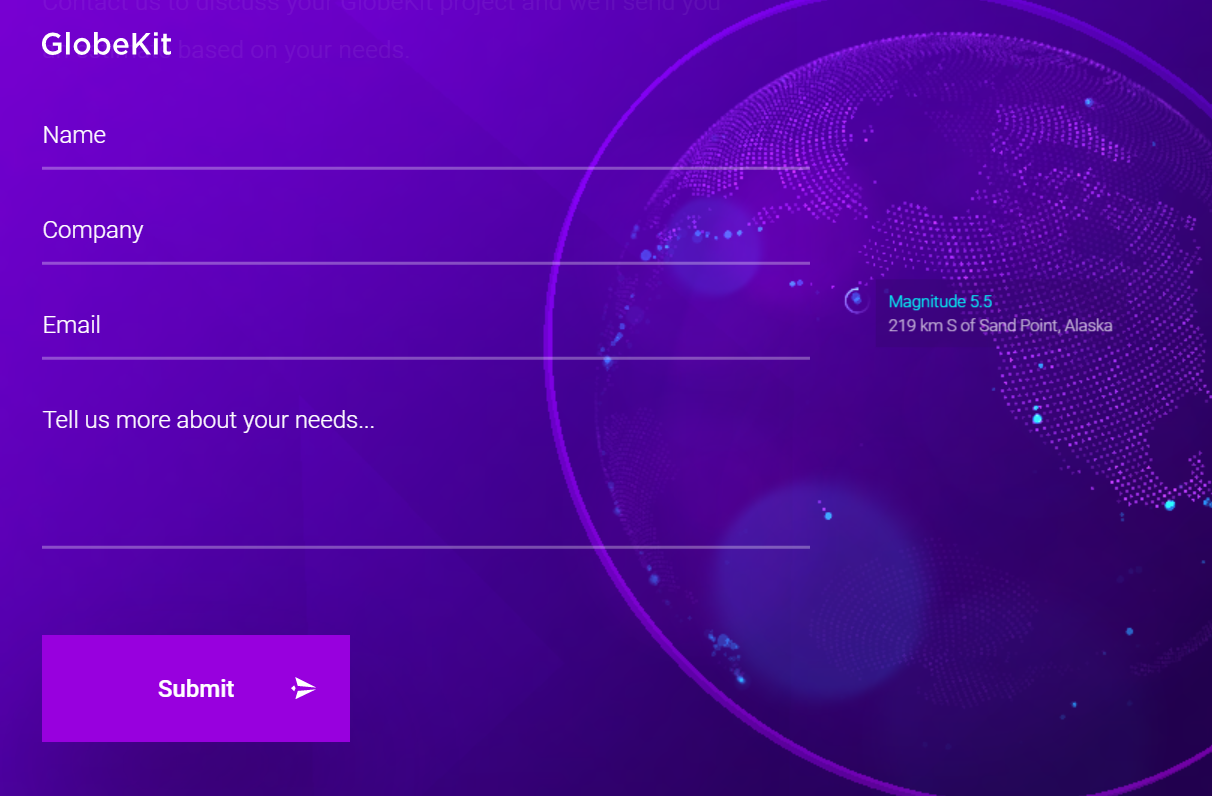 Contact us to discuss your GlobeKit project and we'll send you
GlobeKit based on your needs.
Name
Company
Email
Magnitude 5.5
219 km S of Sand Point, Alaska
Tell us more about your needs...
Submit